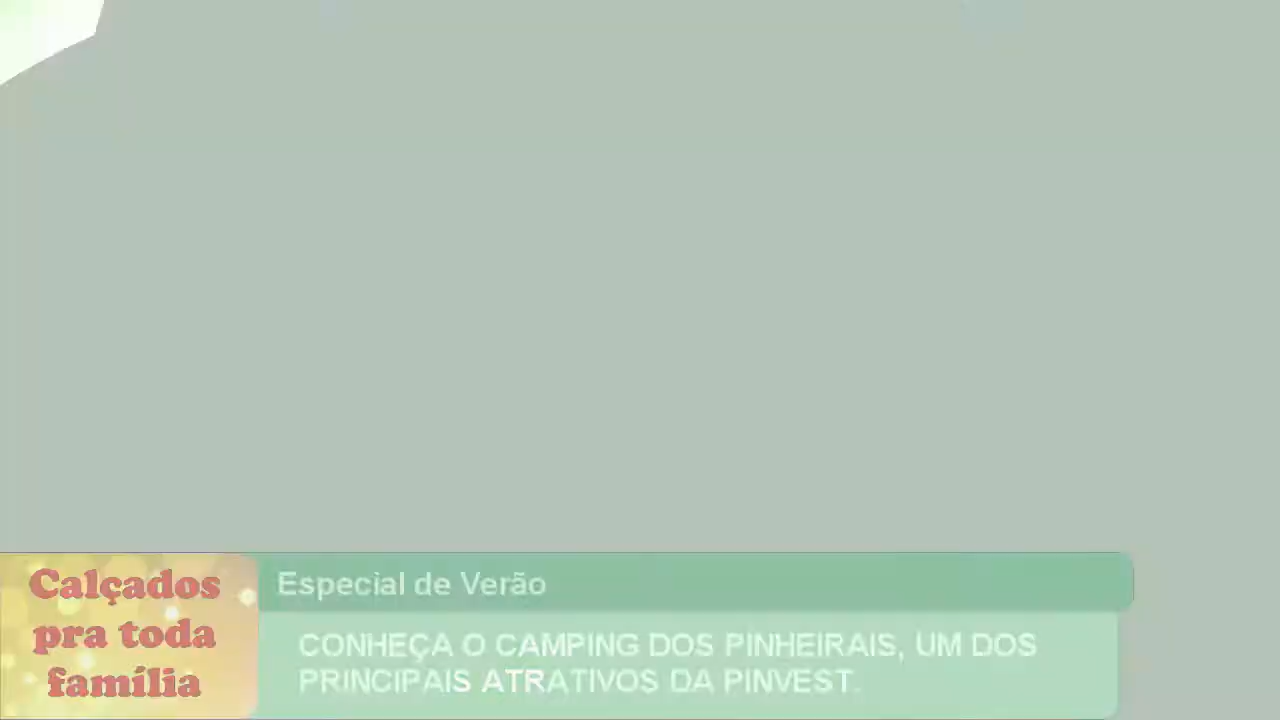 Calçados
pra toda
família
Especial de Verão
CONHEÇA O CAMPING DOS PINHEIRAIS, UM DOS
PRINCIPAIS ATRATIVOS DA PINVEST.